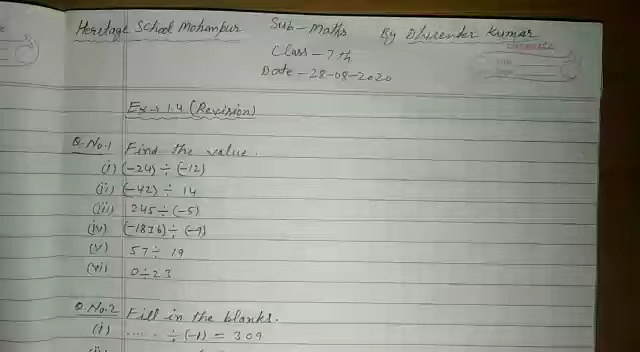 Heritage School Mohanpur Sub-Maths By Dhirender Kumar
Class-7th
Date-28-08-2020
Ex→1.4 (Revision)
Q.No.1 Find the value.
(i) (-24) ÷ (-12)
(ii) (-42) ÷ 14
(iii) 245 ÷ (-5)
(iv) (-1836) ÷ (-9)
(v) 57 ÷ 19
(vi) 0 ÷ 23
Q.No.2 Fill in the blanks.
(i) ..... ÷ (-1) = 309